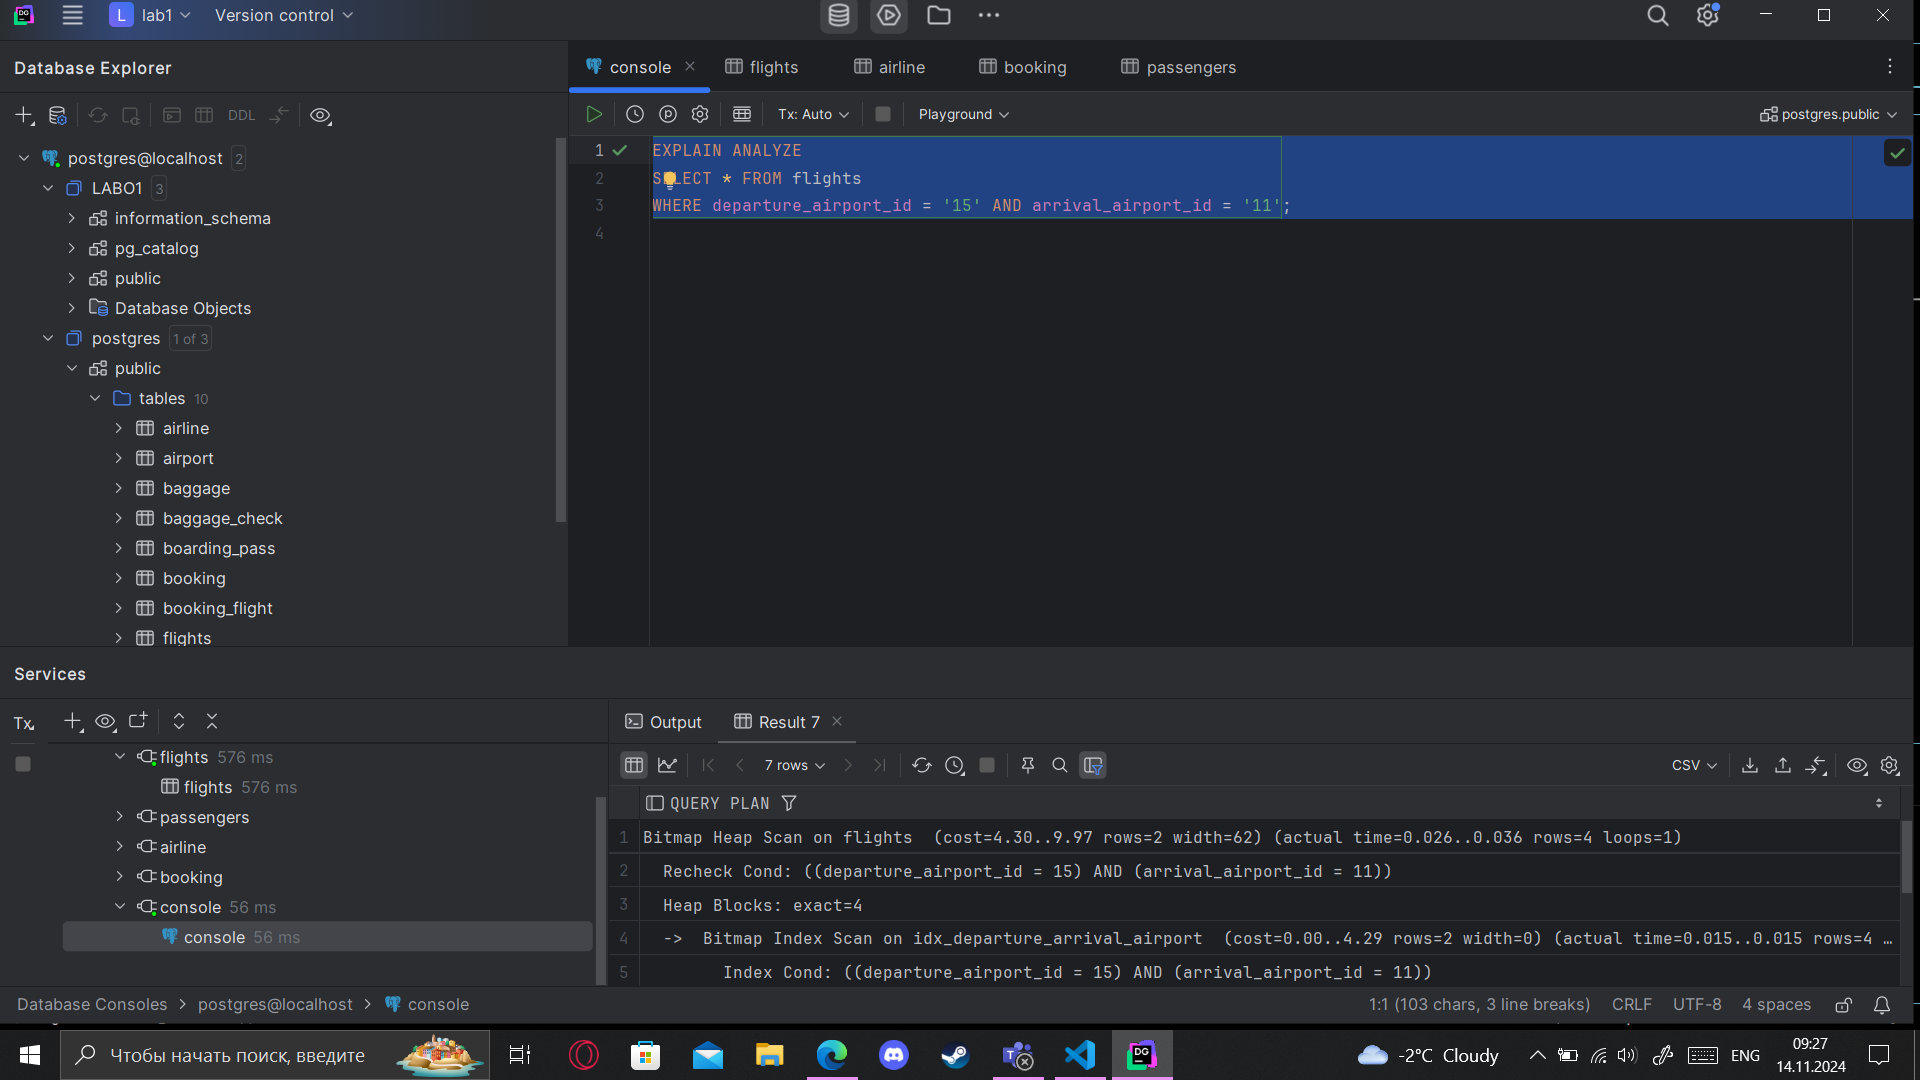 L lab1 Version control
Database Explorer
console flights airline booking passengers
DDL
Tx: Auto Playground postgres.public
postgres@localhost 2
LABO1 3
information_schema
pg_catalog
public
Database Objects
postgres 1 of 3
public
tables 10
airline
airport
baggage
baggage_check
boarding_pass
booking
booking_flight
flights
1 EXPLAIN ANALYZE
2 SELECT * FROM flights
3 WHERE departure_airport_id = '15' AND arrival_airport_id = '11';
4
Services
Tx
flights 576 ms
flights 576 ms
passengers
airline
booking
console 56 ms
console 56 ms
Output Result 7
7 rows CSV
QUERY PLAN
1 Bitmap Heap Scan on flights (cost=4.30..9.97 rows=2 width=62) (actual time=0.026..0.036 rows=4 loops=1)
2 Recheck Cond: ((departure_airport_id = 15) AND (arrival_airport_id = 11))
3 Heap Blocks: exact=4
4 -> Bitmap Index Scan on idx_departure_arrival_airport (cost=0.00..4.29 rows=2 width=0) (actual time=0.015..0.015 rows=4 …
5 Index Cond: ((departure_airport_id = 15) AND (arrival_airport_id = 11))
Database Consoles > postgres@localhost > console
1:1 (103 chars, 3 line breaks) CRLF UTF-8 4 spaces
Чтобы начать поиск, введите
DG
-2°C Cloudy
ENG
09:27
14.11.2024